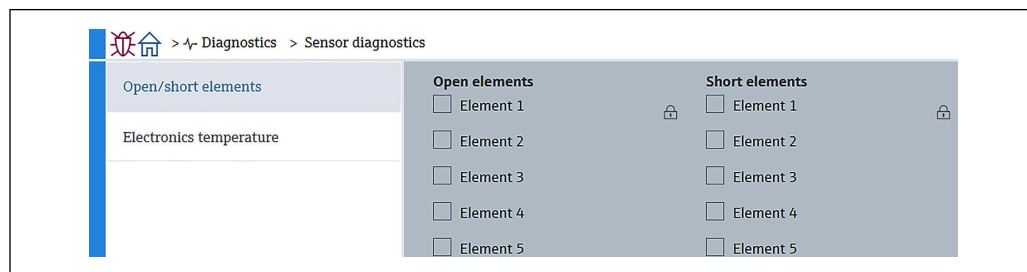 > Diagnostics > Sensor diagnostics
Open/short elements
Electronics temperature
Open elements
Element 1
Element 2
Element 3
Element 4
Element 5
Short elements
Element 1
Element 2
Element 3
Element 4
Element 5